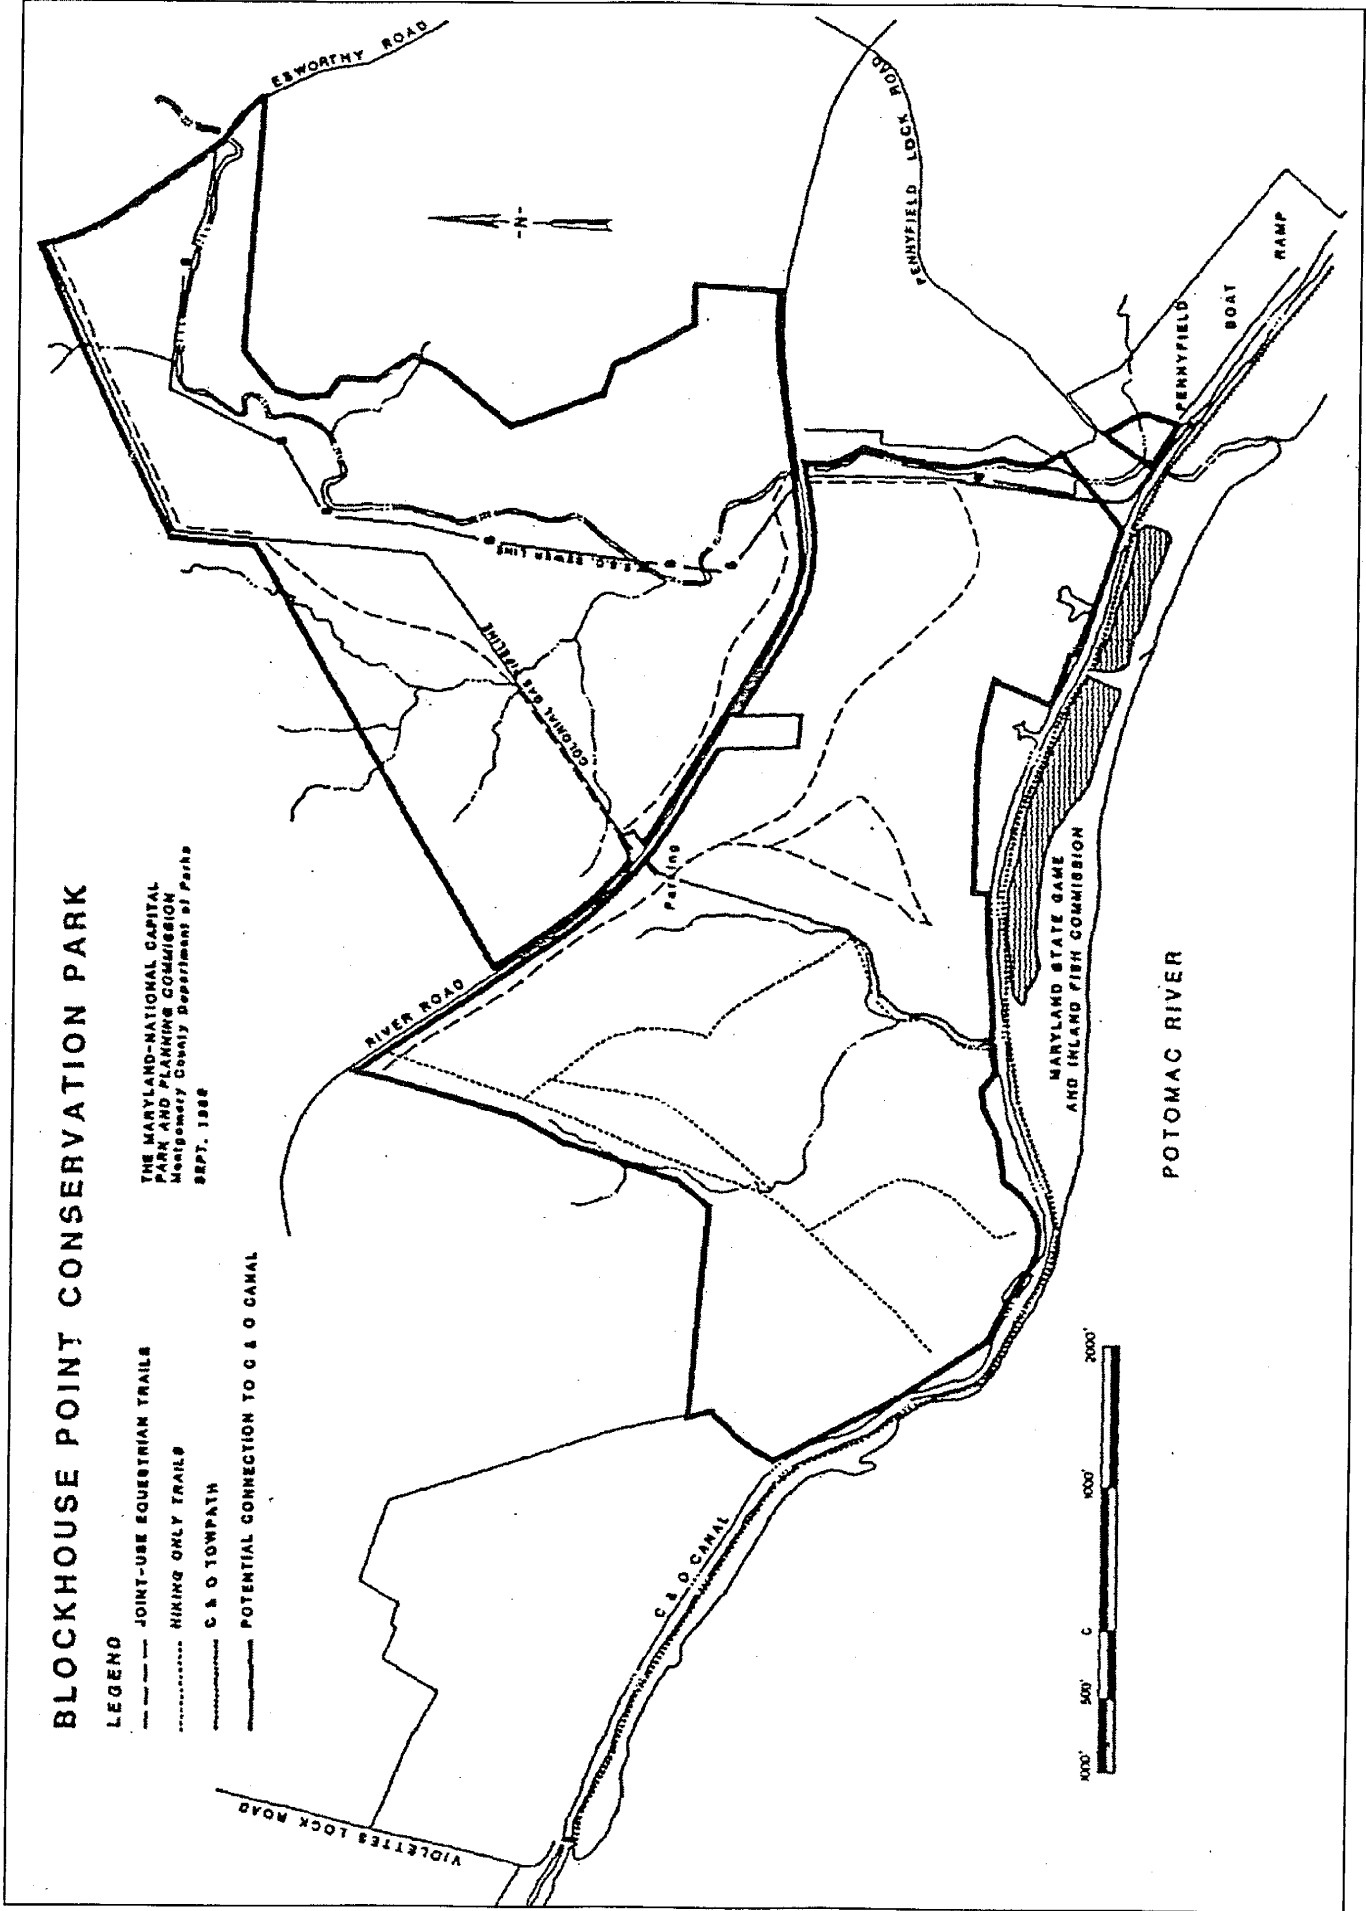 BLOCKHOUSE POINT CONSERVATION PARK
THE MARYLAND-NATIONAL CAPITAL
PARK AND PLANNING COMMISSION
Montgomery County Department of Parks
LEGEND
JOINT-USE EQUESTRIAN TRAILS
HIKING ONLY TRAILS
C & O TOWPATH
POTENTIAL CONNECTION TO C & O CANAL
VIOLETTES LOCK ROAD
C & O CANAL
RIVER ROAD
Parking
COLONIAL GAS PIPELINE
W.S.S.C. SEWER LINE
ESWORTHY ROAD
-N-
PENNYFIELD LOCK ROAD
PENNYFIELD
BOAT
RAMP
MARYLAND STATE GAME
AND INLAND FISH COMMISSION
POTOMAC RIVER
1000' 500' 0 1000' 2000'